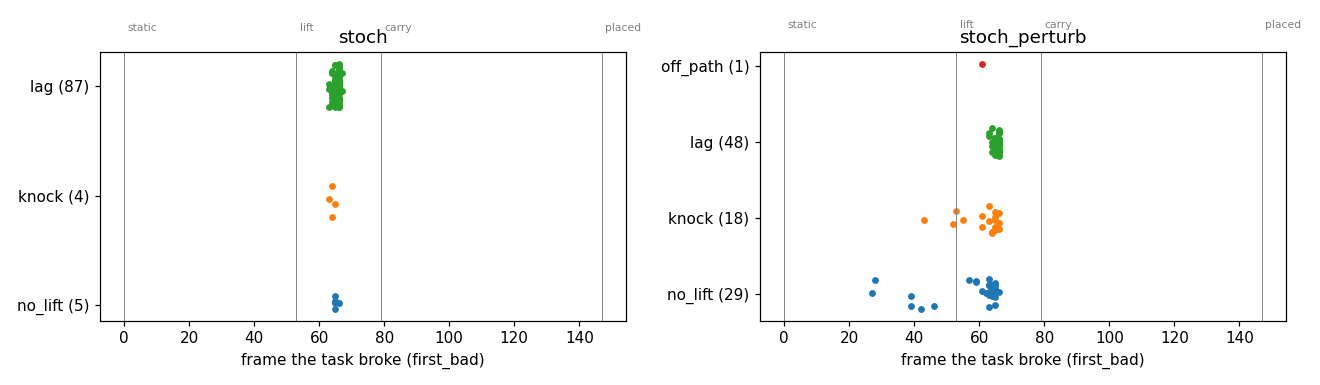 static lift carry placed
stoch
lag (87)
knock (4)
no_lift (5)
0 20 40 60 80 100 120 140
frame the task broke (first_bad)
static lift carry placed
stoch_perturb
off_path (1)
lag (48)
knock (18)
no_lift (29)
0 20 40 60 80 100 120 140
frame the task broke (first_bad)